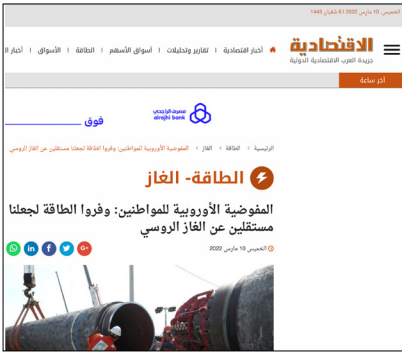 الخميس, 10 مارس 2022 | 6 شعبان 1443
الاقتصادية
جريدة العرب الاقتصادية الدولية
أخبار اقتصادية | تقارير وتحليلات | أسواق الأسهم | الطاقة | الأسواق | أخبار
آخر ساعة
مصرف الراجحي
alrajhi bank
فوق
الرئيسية > الطاقة > الغاز > المفوضية الأوروبية للمواطنين: وفروا الطاقة لجعلنا مستقلين عن الغاز الروسي
الطاقة- الغاز
المفوضية الأوروبية للمواطنين: وفروا الطاقة لجعلنا
مستقلين عن الغاز الروسي
الخميس 10 مارس 2022
G+
f
in